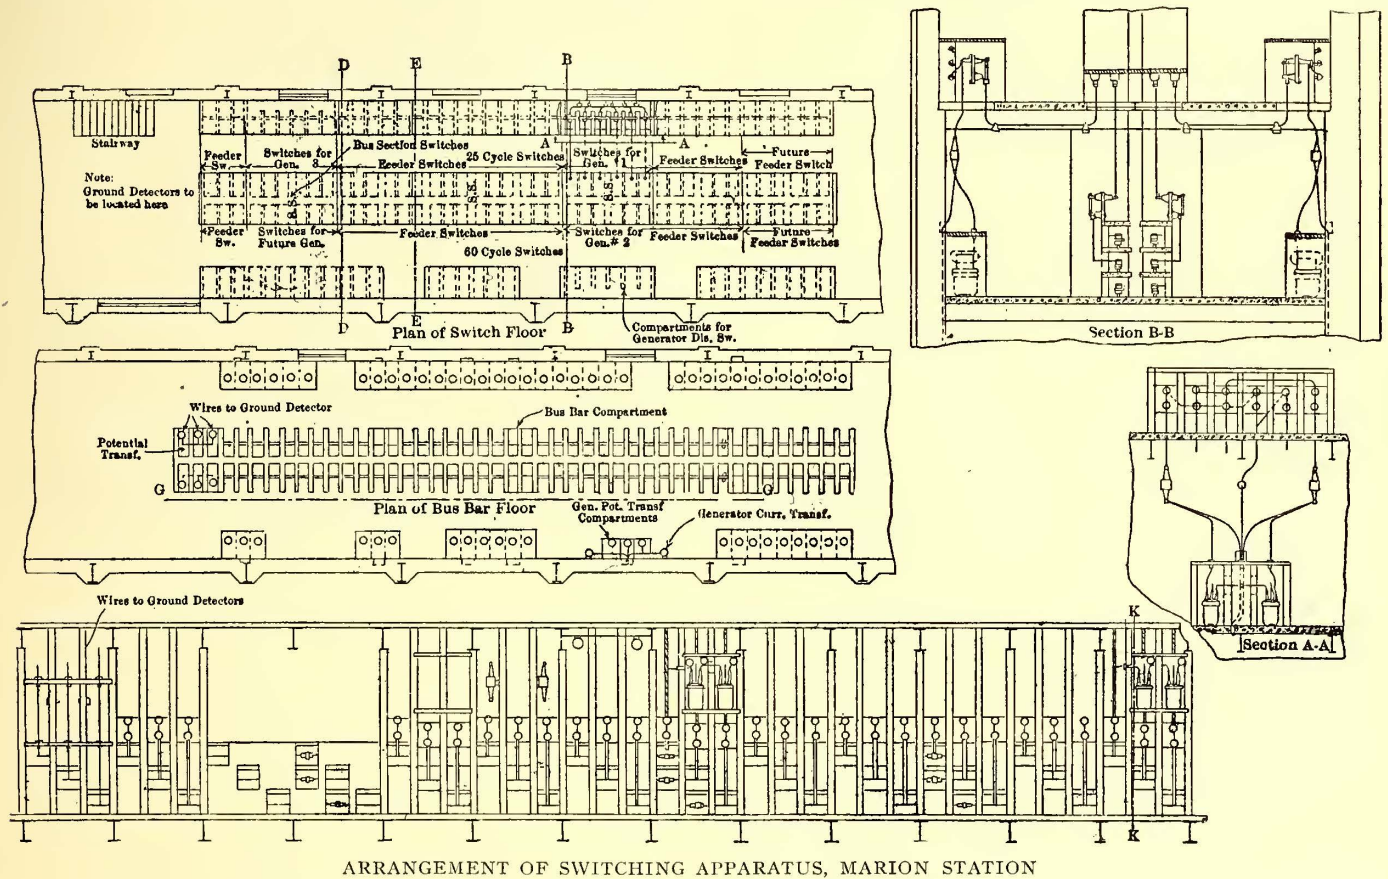 D
E
B
Stairway
Bus Section Switches
A
A
25 Cycle Switches
Feeder
Sw.
Switches for
Gen. 3
Feeder Switches
Switches for
Gen. #1
Feeder Switches
Future
Feeder Switch
Note:
Ground Detectors to
be located here
B.S.
S.S.
S.S.
Feeder
Sw.
Switches for
Future Gen.
Feeder Switches
Switches for
Gen.# 2
Feeder Switches
Future
Feeder Switches
60 Cycle Switches
D
E
B
Plan of Switch Floor
Compartments for
Generator Dis. Sw.
Section B-B
Wires to Ground Detector
Bus Bar Compartment
Potential
Transf.
G
G
Plan of Bus Bar Floor
Gen. Pot. Transf
Compartments
Generator Curr. Transf.
Section A-A
Wires to Ground Detectors
K
K
ARRANGEMENT OF SWITCHING APPARATUS, MARION STATION